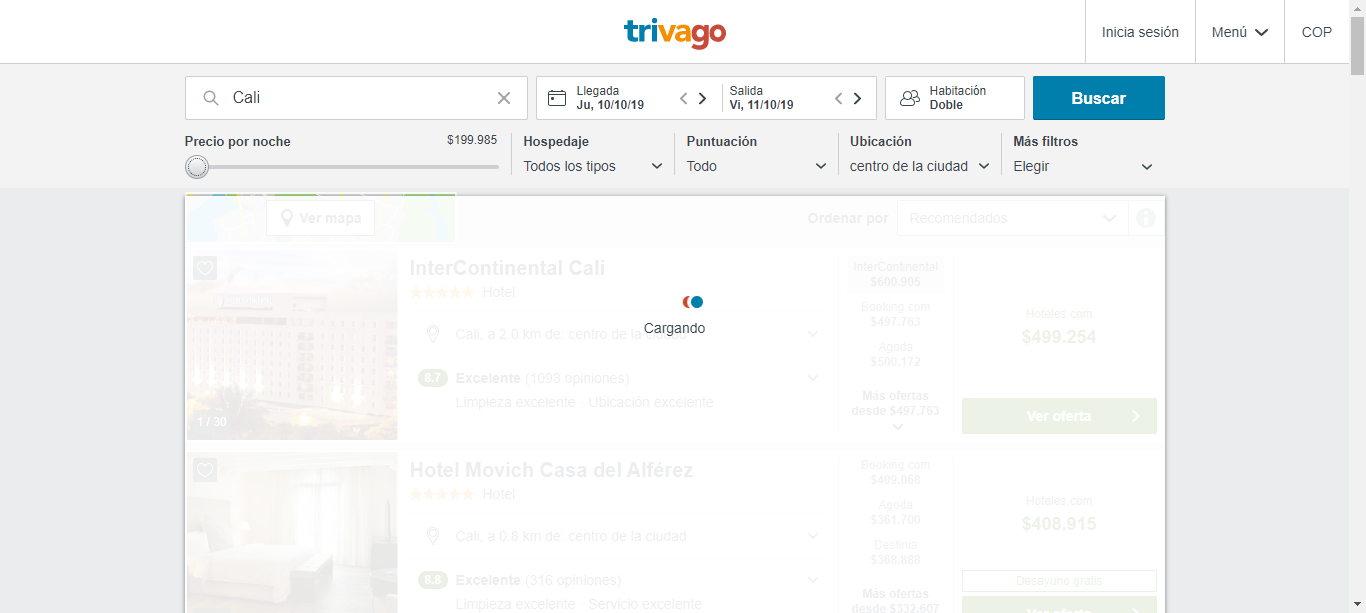 trivago
Inicia sesión
Menú
COP
Cali
Llegada
Ju, 10/10/19
Salida
Vi, 11/10/19
Habitación
Doble
Buscar
Precio por noche
$199.985
Hospedaje
Todos los tipos
Puntuación
Todo
Ubicación
centro de la ciudad
Más filtros
Elegir
Ver mapa
Ordenar por
Recomendados
InterContinental Cali
Hotel
Cali, a 2.0 km de centro de la ciudad
Cargando
8.7 Excelente (1093 opiniones)
Limpieza excelente Ubicación excelente
1 / 30
InterContinental
$600.905
Booking.com
$497.763
Agoda
$500.172
Más ofertas
desde $497.763
Hoteles.com
$499.254
Ver oferta
Hotel Movich Casa del Alférez
Hotel
Cali, a 0.8 km de centro de la ciudad
8.8 Excelente (316 opiniones)
Limpieza excelente Servicio excelente
Booking.com
$409.068
Agoda
$361.700
Destinia
$368.888
Más ofertas
desde $332.607
Hoteles.com
$408.915
Desayuno gratis
Ver oferta